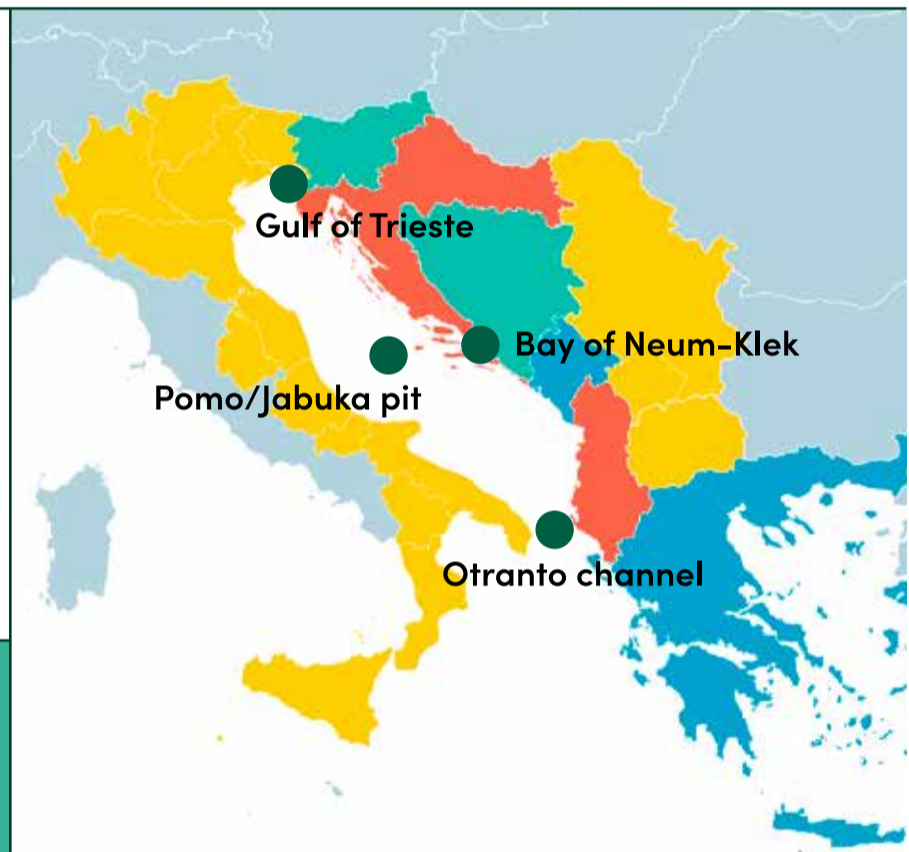 Gulf of Trieste
Bay of Neum-Klek
Pomo/Jabuka pit
Otranto channel